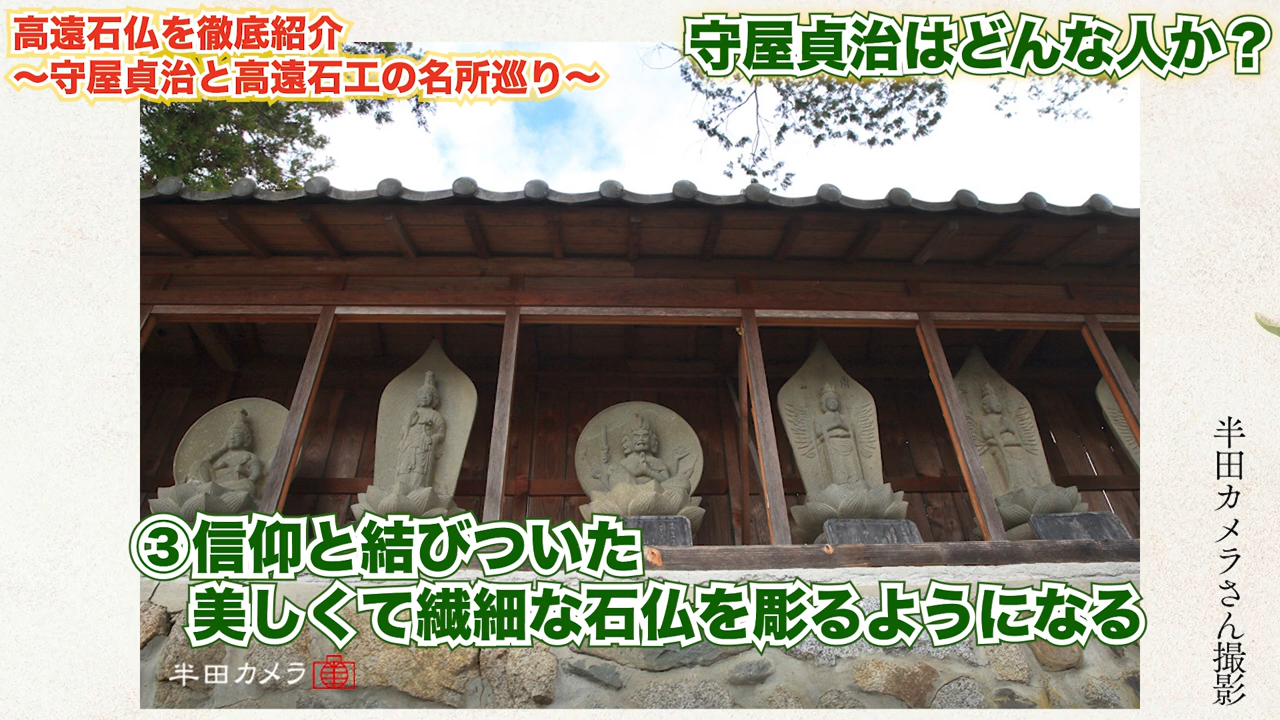 高遠石仏を徹底紹介
～守屋貞治と高遠石工の名所巡り～
守屋貞治はどんな人か？
③信仰と結びついた
美しくて繊細な石仏を彫るようになる
半田カメラ
半田カメラさん撮影